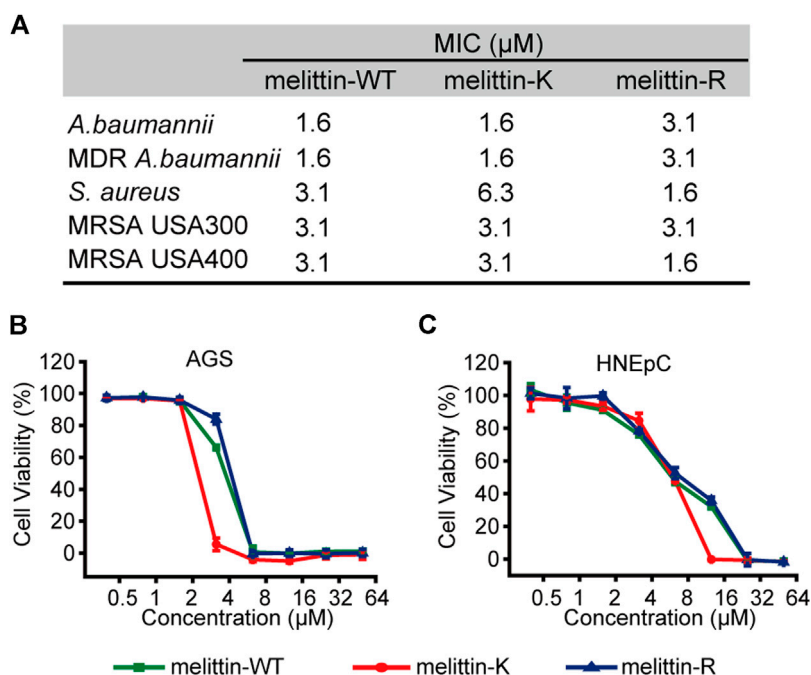 A
MIC (µM)
melittin-WT melittin-K melittin-R
A.baumannii 1.6 1.6 3.1
MDR A.baumannii 1.6 1.6 3.1
S. aureus 3.1 6.3 1.6
MRSA USA300 3.1 3.1 3.1
MRSA USA400 3.1 3.1 1.6
B
AGS
Cell Viability (%)
120
100
80
60
40
20
0
0.5 1 2 4 8 16 32 64
Concentration (µM)
C
HNEpC
Cell Viability (%)
120
100
80
60
40
20
0
0.5 1 2 4 8 16 32 64
Concentration (µM)
melittin-WT melittin-K melittin-R